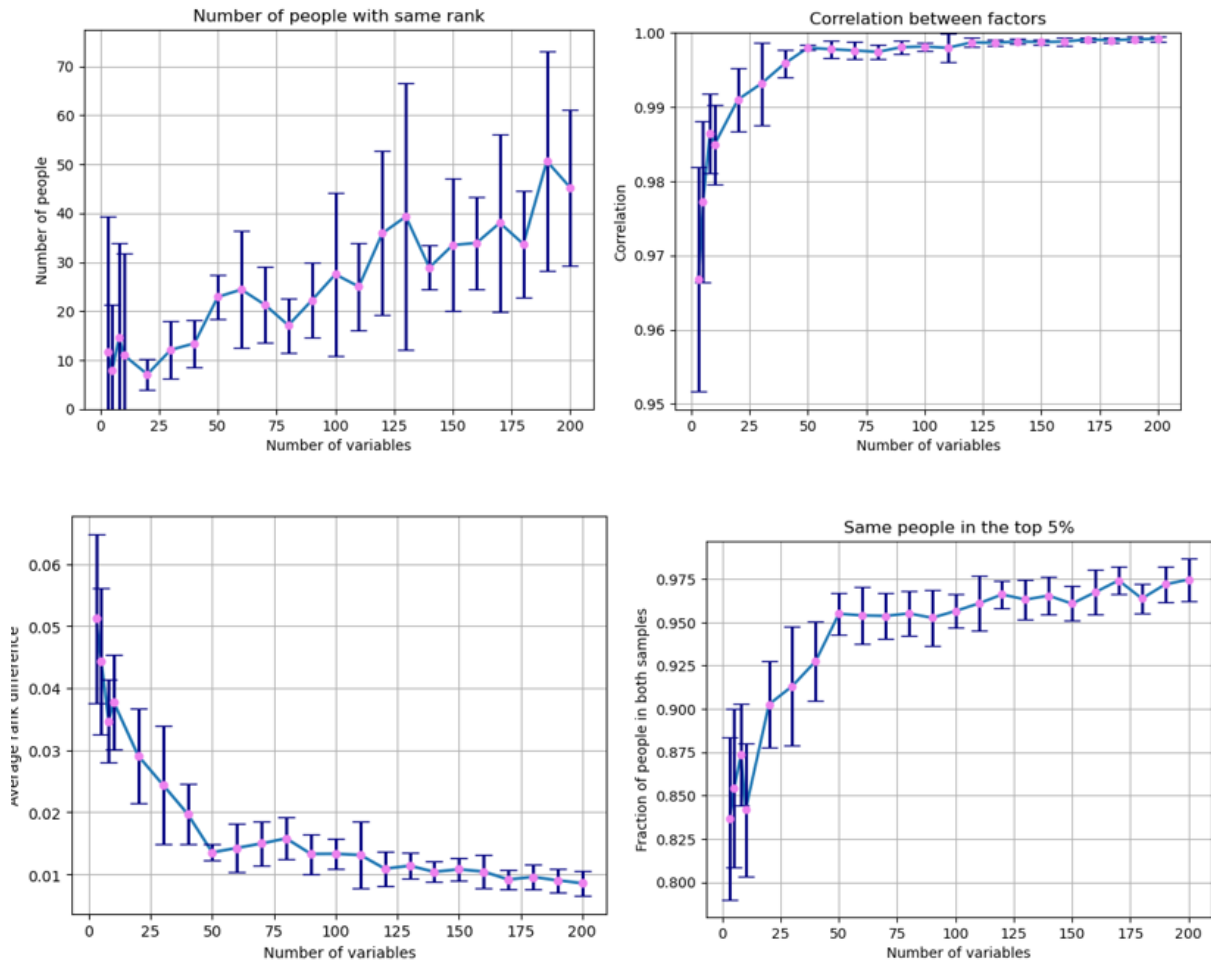 Number of people with same rank
Number of people
70
60
50
40
30
20
10
0
0 25 50 75 100 125 150 175 200
Number of variables
Correlation between factors
Correlation
1.00
0.99
0.98
0.97
0.96
0.95
0 25 50 75 100 125 150 175 200
Number of variables
Average rank difference
0.06
0.05
0.04
0.03
0.02
0.01
0 25 50 75 100 125 150 175 200
Number of variables
Same people in the top 5%
Fraction of people in both samples
0.975
0.950
0.925
0.900
0.875
0.850
0.825
0.800
0 25 50 75 100 125 150 175 200
Number of variables